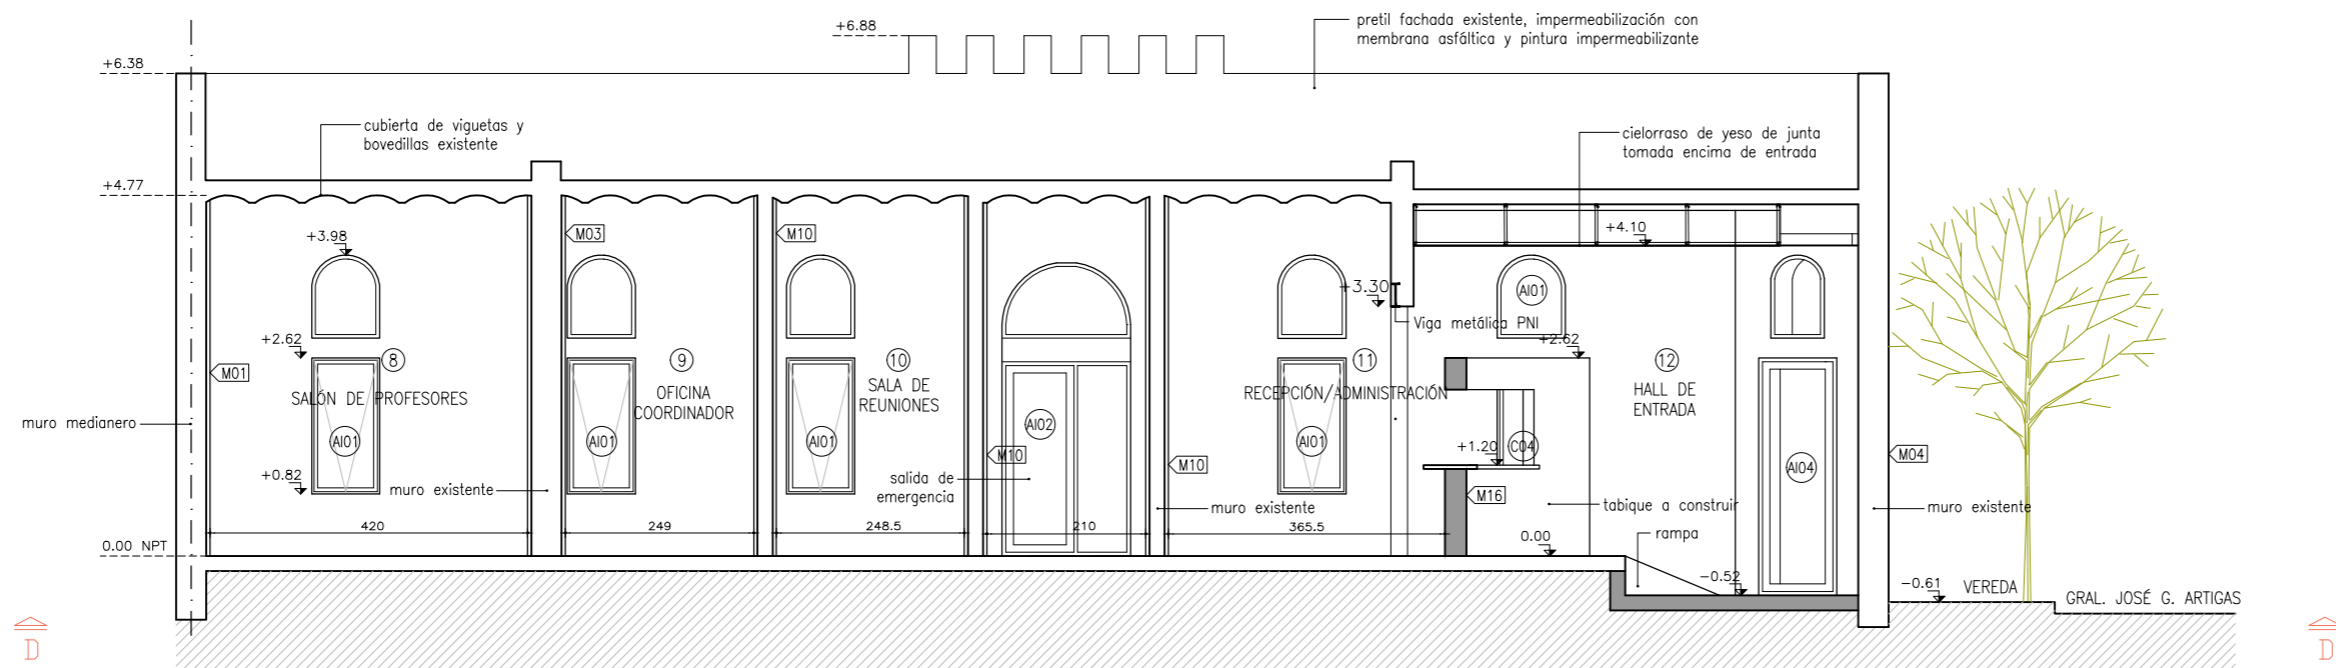 +6.88
pretil fachada existente, impermeabilización con
membrana asfáltica y pintura impermeabilizante
+6.38
cubierta de viguetas y
bovedillas existente
cielorraso de yeso de junta
tomada encima de entrada
+4.77
+3.98
M03
M10
+4.10
+3.30
AI01
Viga metálica PNI
+2.62
+2.62
M01
8
SALÓN DE PROFESORES
9
OFICINA
COORDINADOR
10
SALA DE
REUNIONES
11
RECEPCIÓN/ADMINISTRACIÓN
12
HALL DE
ENTRADA
muro medianero
AI01
AI01
AI01
AI02
AI01
+1.20
C04
AI04
M04
M10
M10
+0.82
muro existente
salida de
emergencia
muro existente
M16
tabique a construir
muro existente
420
249
248.5
210
365.5
0.00 NPT
0.00
rampa
-0.52
-0.61
VEREDA
GRAL. JOSÉ G. ARTIGAS
D
D